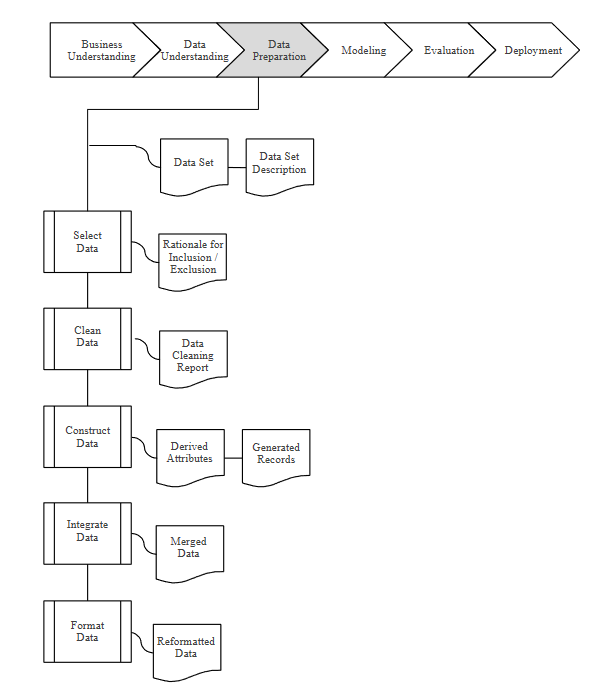 Business
Understanding
Data
Understanding
Data
Preparation
Modeling
Evaluation
Deployment
Data Set
Data Set
Description
Select
Data
Rationale for
Inclusion /
Exclusion
Clean
Data
Data
Cleaning
Report
Construct
Data
Derived
Attributes
Generated
Records
Integrate
Data
Merged
Data
Format
Data
Reformatted
Data